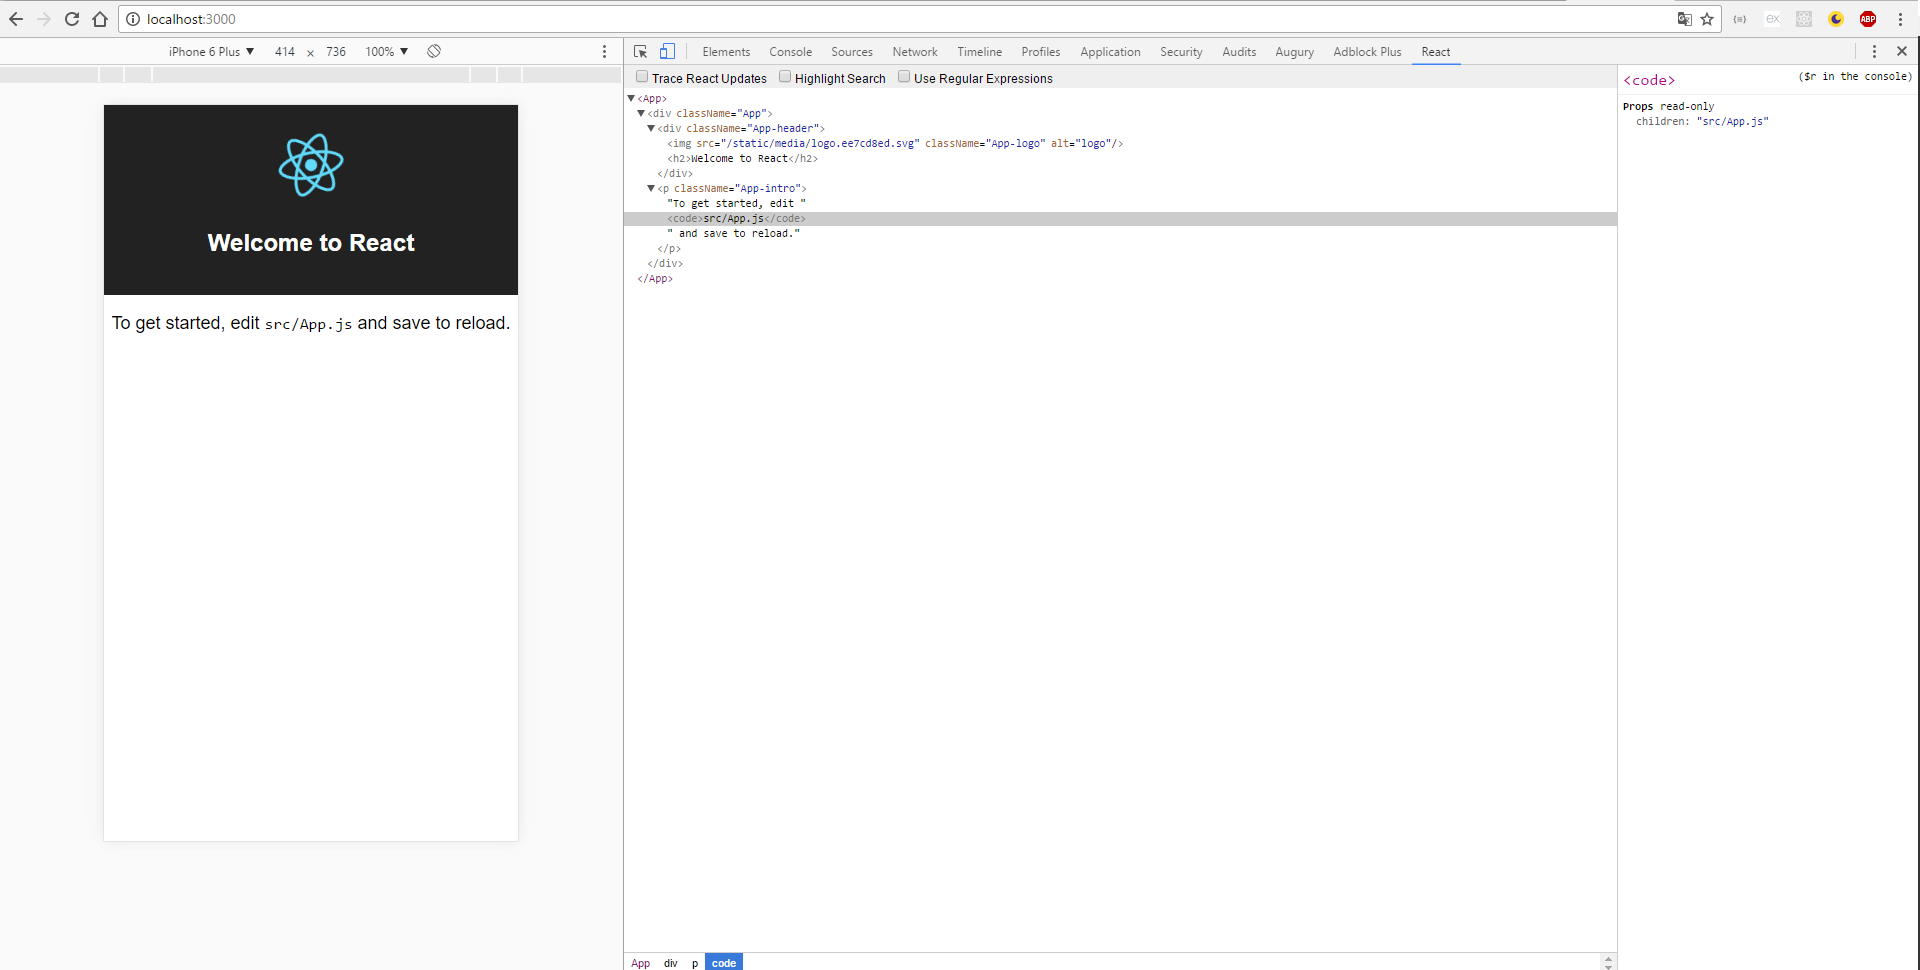 localhost:3000
{≡} ex ABP
iPhone 6 Plus ▼ 414 × 736 100% ▼
Elements Console Sources Network Timeline Profiles Application Security Audits Augury Adblock Plus React
Trace React Updates Highlight Search Use Regular Expressions
<App>
<div className="App">
<div className="App-header">
<img src="/static/media/logo.ee7cd8ed.svg" className="App-logo" alt="logo"/>
<h2>Welcome to React</h2>
</div>
<p className="App-intro">
"To get started, edit "
<code>src/App.js</code>
" and save to reload."
</p>
</div>
</App>
<code> ($r in the console)
Props read-only
children: "src/App.js"
Welcome to React
To get started, edit src/App.js and save to reload.
App div p code